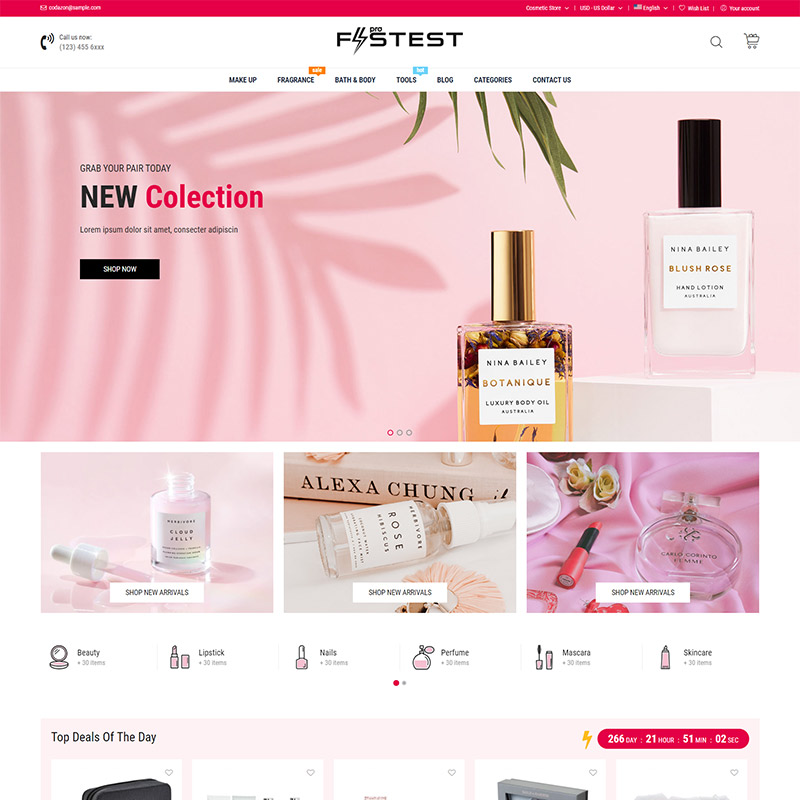 codazon@sample.com
Cosmetic Store
USD - US Dollar
English
Wish List
Your account
Call us now:
(123) 455 6xxx
pro
FASTEST
MAKE UP
FRAGRANCE
sale
BATH & BODY
TOOLS
hot
BLOG
CATEGORIES
CONTACT US
GRAB YOUR PAIR TODAY
NEW Colection
Lorem ipsum dolor sit amet, consecter adipiscin
SHOP NOW
NINA BAILEY
BOTANIQUE
LUXURY BODY OIL
AUSTRALIA
NINA BAILEY
BLUSH ROSE
HAND LOTION
AUSTRALIA
HERBIVORE
CLOUD
JELLY
SHOP NEW ARRIVALS
ALEXA CHUNG
HERBIVORE
ROSE
HIBISCUS
COCONUT WATER
SHOP NEW ARRIVALS
CARLO CORINTO
FEMME
SHOP NEW ARRIVALS
Beauty
+ 30 items
Lipstick
+ 30 items
Nails
+ 30 items
Perfume
+ 30 items
Mascara
+ 30 items
Skincare
+ 30 items
Top Deals Of The Day
266 DAY : 21 HOUR : 51 MIN : 02 SEC